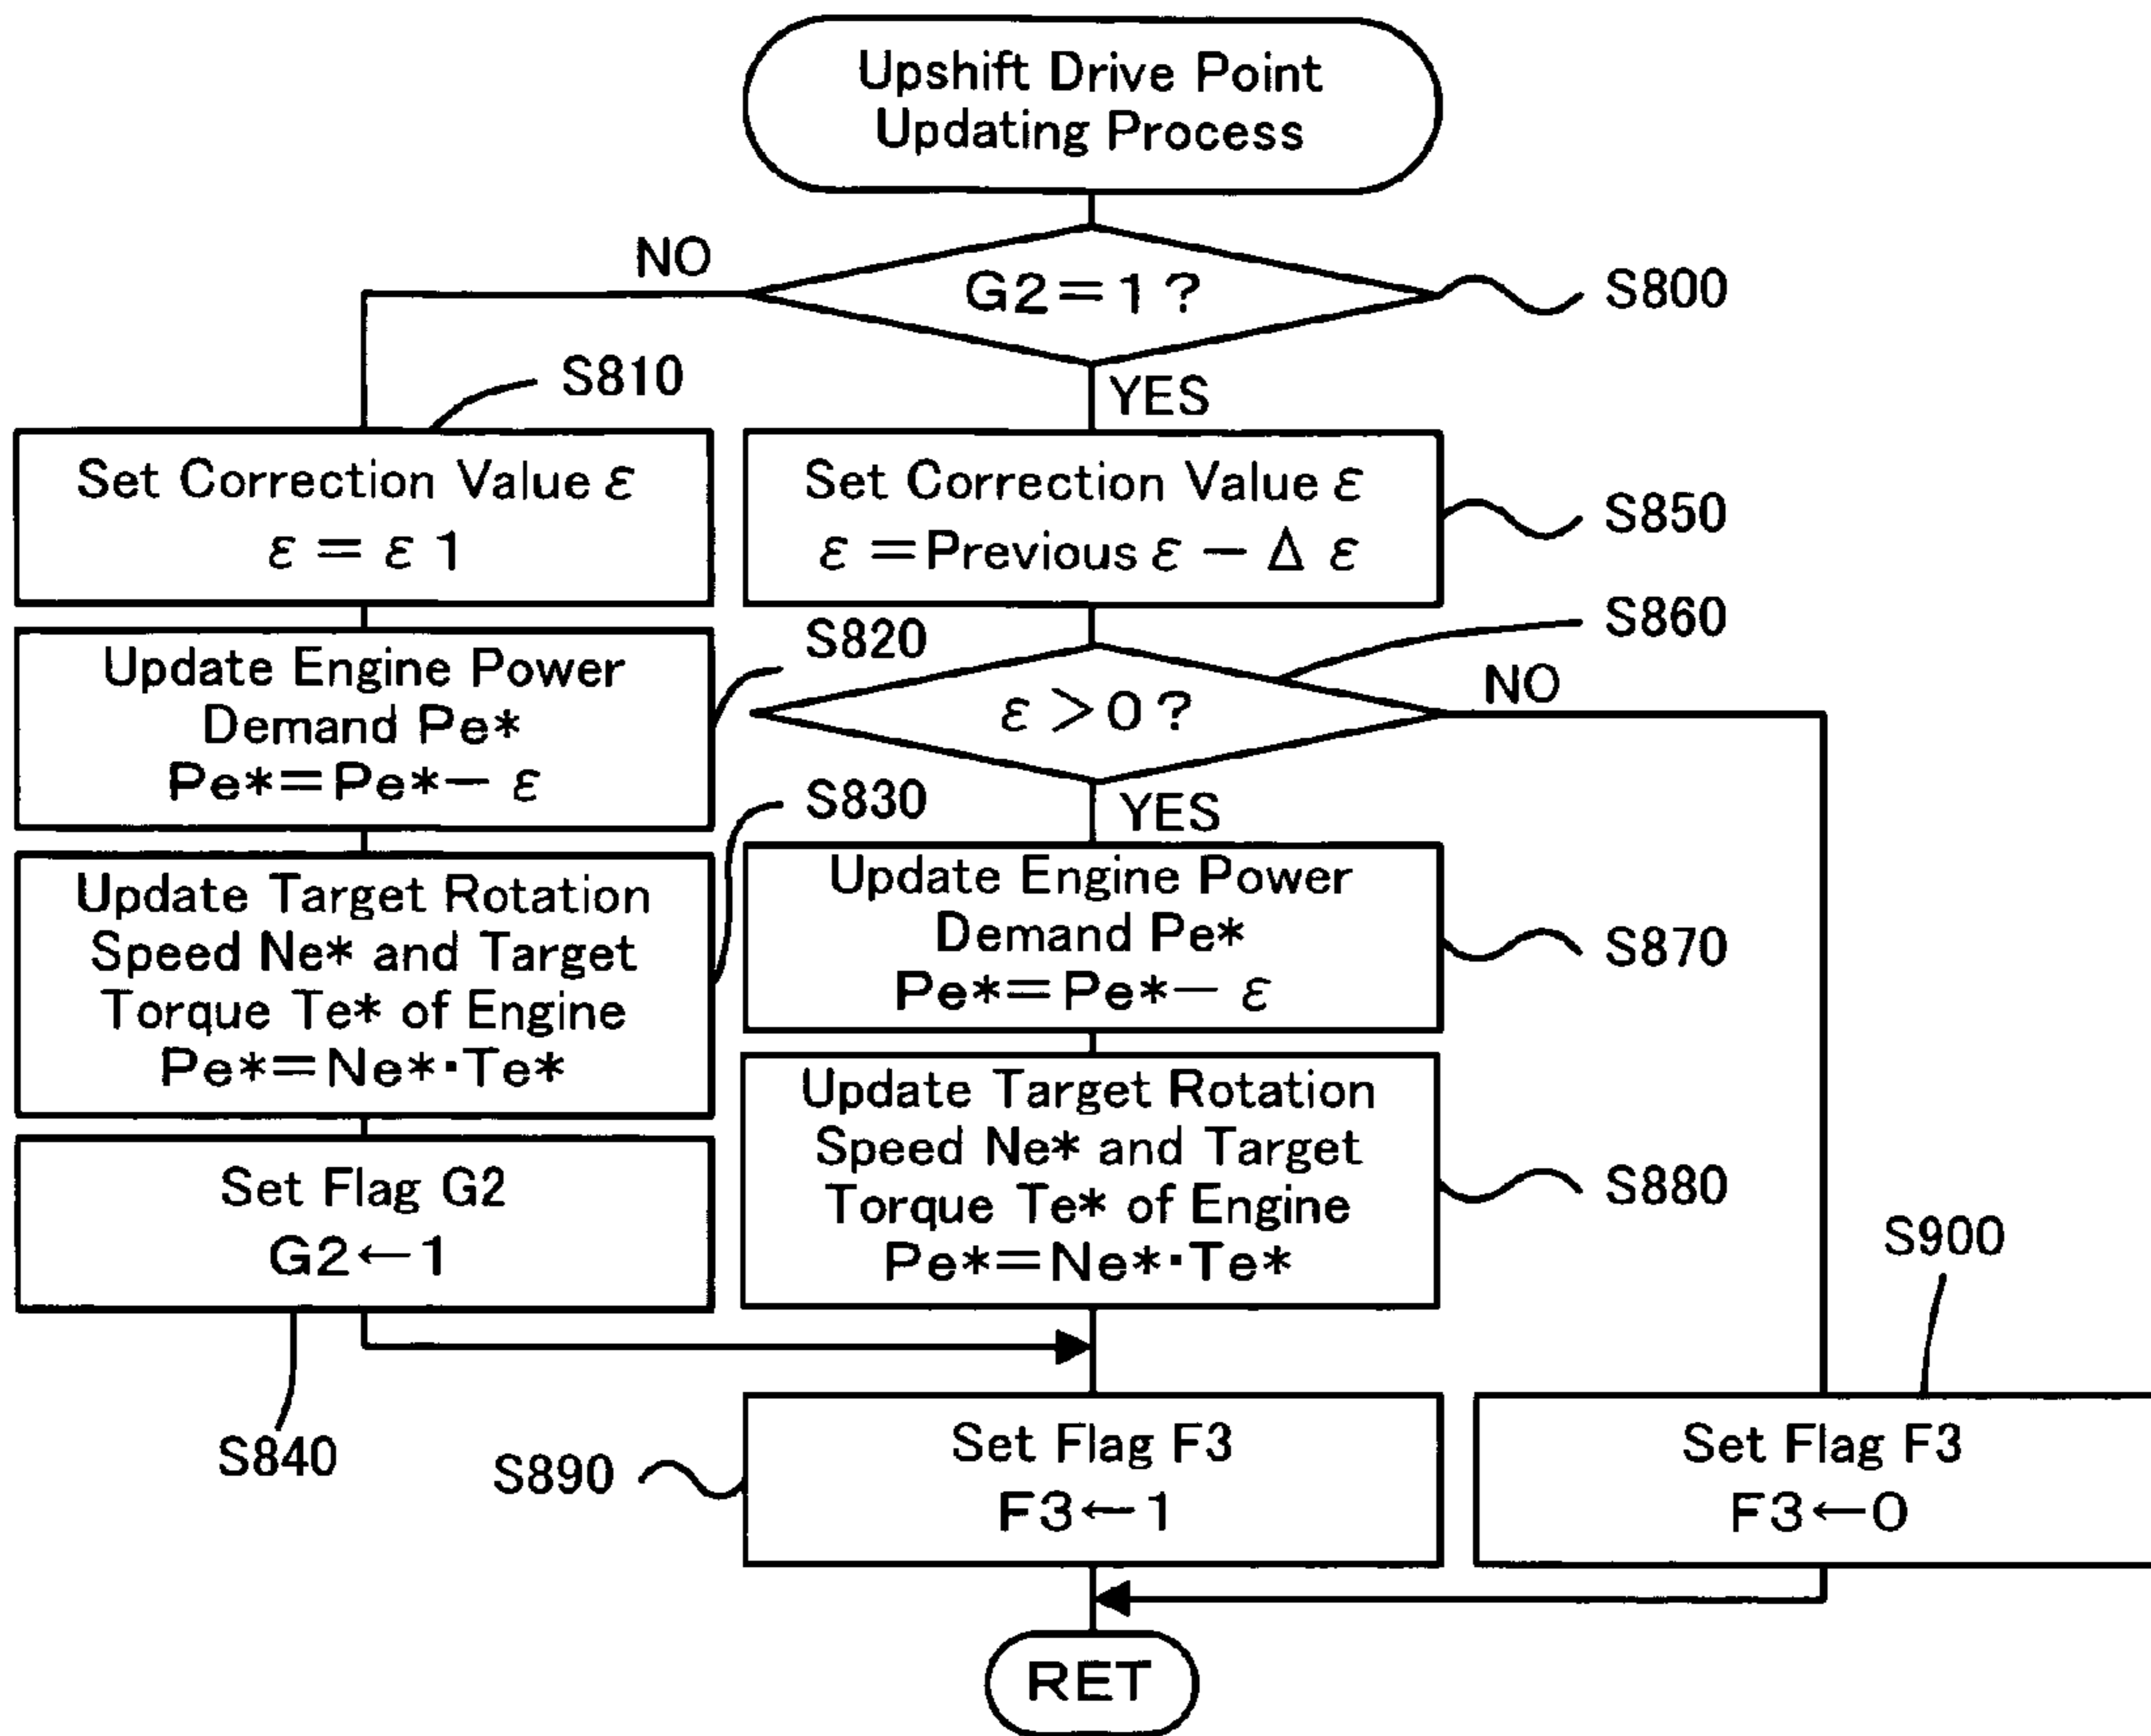 Upshift Drive Point
Updating Process
NO
G2=1?
S800
S810
YES
Set Correction Value ε
ε = ε 1
Set Correction Value ε
ε =Previous ε − Δ ε
S850
S860
S820
Update Engine Power
Demand Pe*
Pe*=Pe*− ε
ε >0?
NO
YES
S830
Update Target Rotation
Speed Ne* and Target
Torque Te* of Engine
Pe*=Ne*·Te*
Update Engine Power
Demand Pe*
Pe*=Pe*− ε
S870
Set Flag G2
G2←1
S840
Update Target Rotation
Speed Ne* and Target
Torque Te* of Engine
Pe*=Ne*·Te*
S880
S900
S890
Set Flag F3
F3←1
Set Flag F3
F3←0
RET